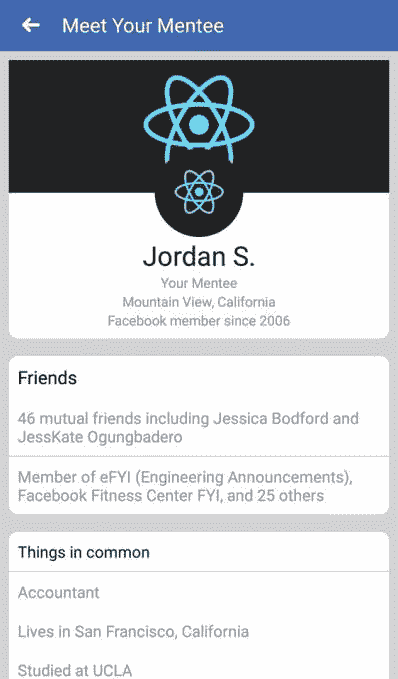 Meet Your Mentee
Jordan S.
Your Mentee
Mountain View, California
Facebook member since 2006
Friends
46 mutual friends including Jessica Bodford and
JessKate Ogungbadero
Member of eFYI (Engineering Announcements),
Facebook Fitness Center FYI, and 25 others
Things in common
Accountant
Lives in San Francisco, California
Studied at UCLA